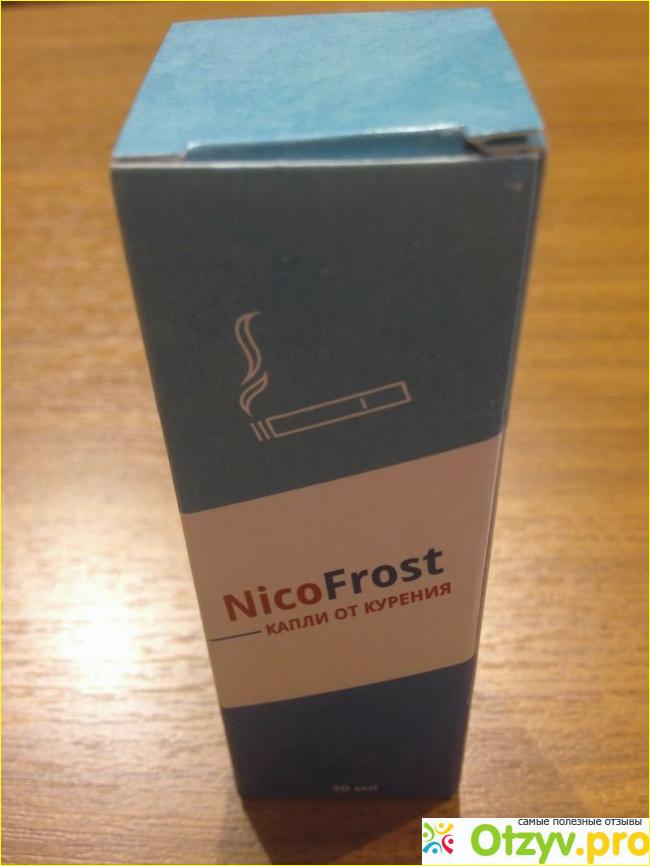 NicoFrost
КАПЛИ ОТ КУРЕНИЯ
30 мл
самые полезные отзывы
Otzyv.pro